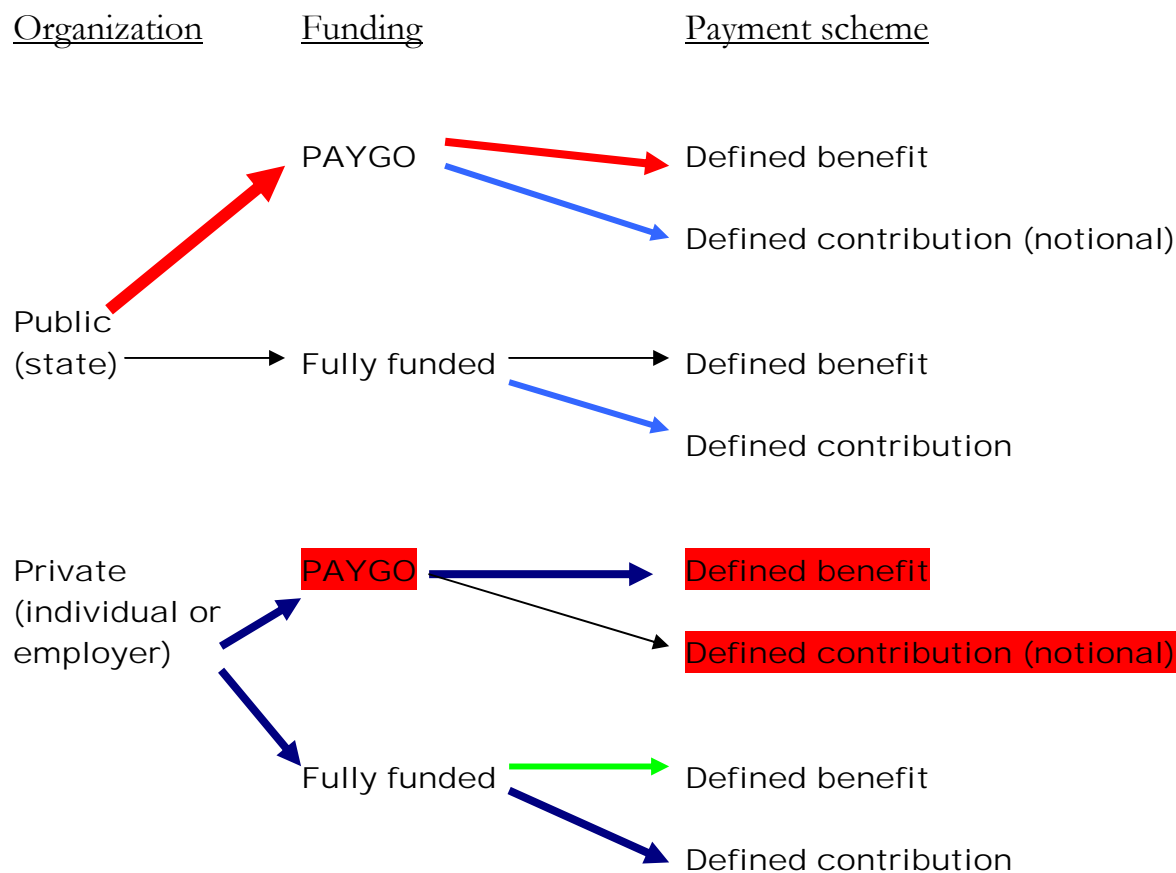 Organization Funding Payment scheme
PAYGO Defined benefit
Defined contribution (notional)
Public
(state) Fully funded Defined benefit
Defined contribution
Private PAYGO Defined benefit
(individual or
employer) Defined contribution (notional)
Fully funded Defined benefit
Defined contribution